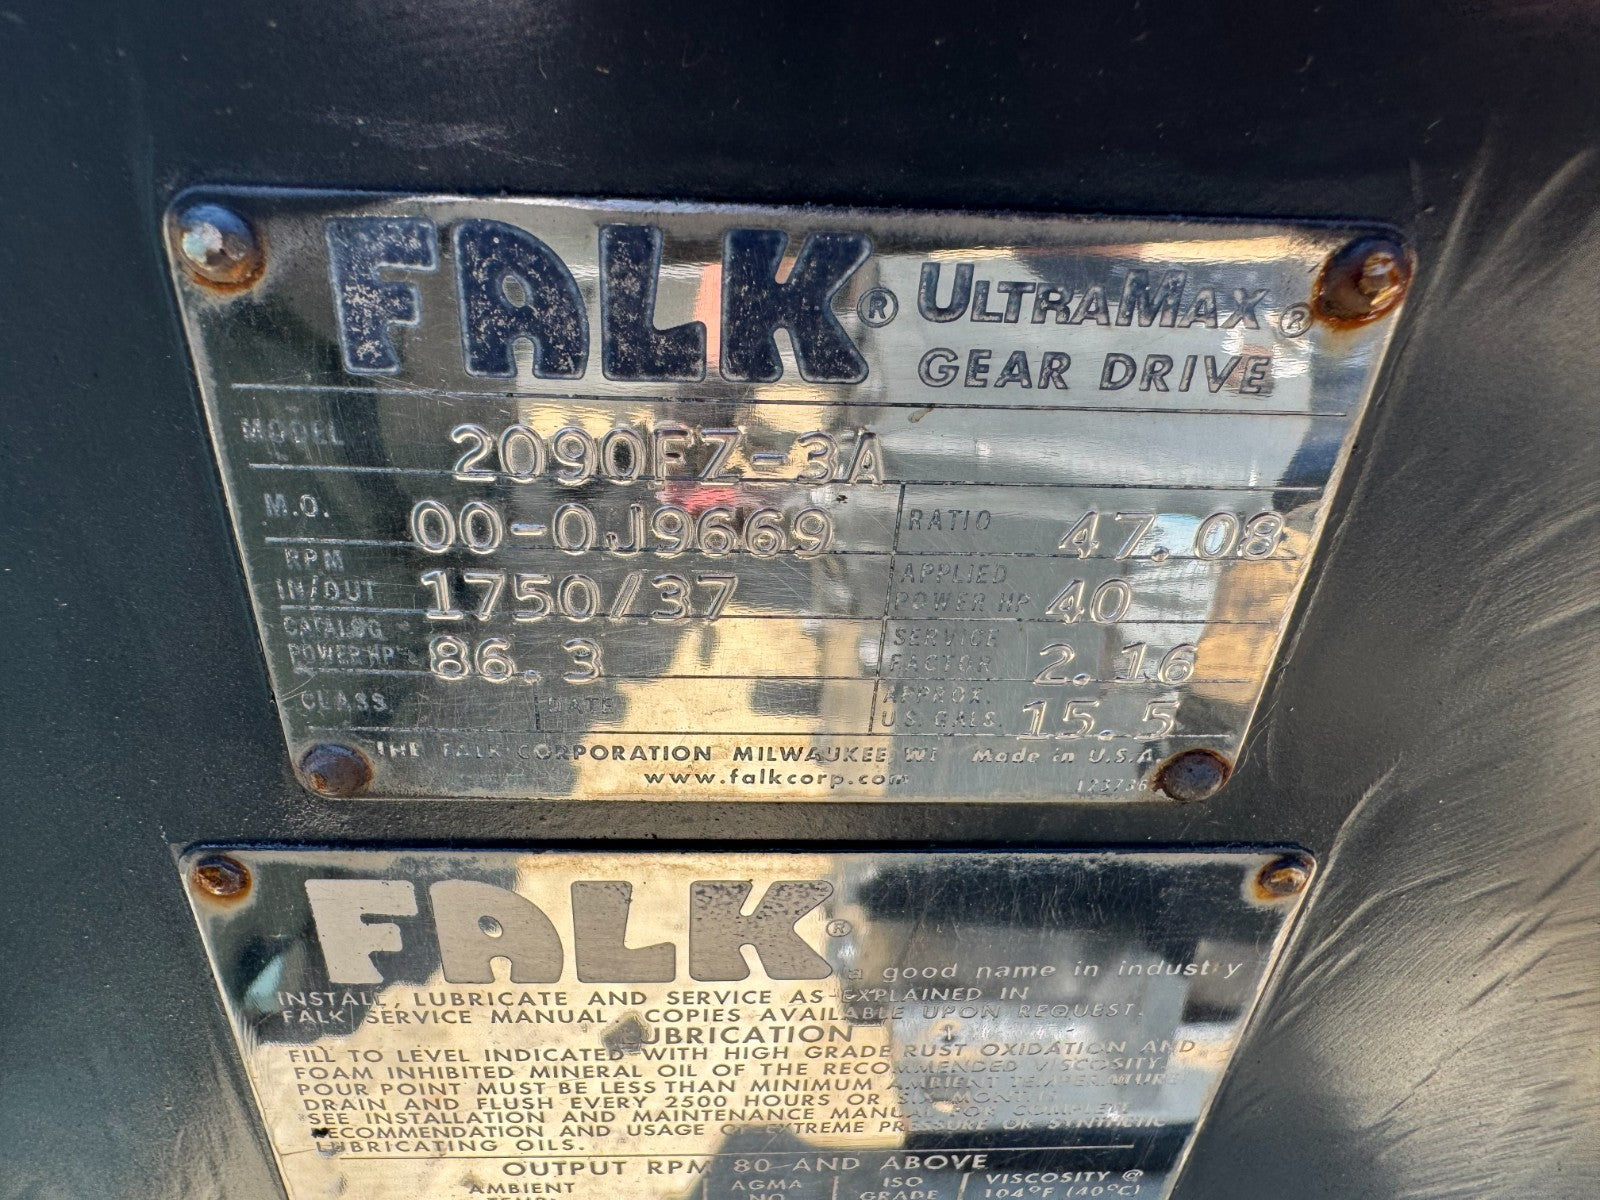 FALK® ULTRAMAX®
GEAR DRIVE
MODEL 2090FZ-3A
M.O. 00-0J9669 RATIO 47.08
RPM IN/OUT 1750/37 APPLIED POWER HP 40
CATALOG POWER HP 86.3 SERVICE FACTOR 2.16
CLASS DATE APPROX. U.S. GALS. 15.5
THE FALK CORPORATION MILWAUKEE WI Made in U.S.A.
www.falkcorp.com
FALK® a good name in industry
INSTALL, LUBRICATE AND SERVICE AS EXPLAINED IN
FALK SERVICE MANUAL. COPIES AVAILABLE UPON REQUEST.
LUBRICATION
FILL TO LEVEL INDICATED WITH HIGH GRADE RUST OXIDATION AND
FOAM INHIBITED MINERAL OIL OF THE RECOMMENDED VISCOSITY.
POUR POINT MUST BE LESS THAN MINIMUM AMBIENT TEMPERATURE
DRAIN AND FLUSH EVERY 2500 HOURS OR SIX MONTHS
*SEE INSTALLATION AND MAINTENANCE MANUAL FOR COMPLETE
RECOMMENDATION AND USAGE OF EXTREME PRESSURE OR SYNTHETIC
LUBRICATING OILS.
OUTPUT RPM 80 AND ABOVE
AMBIENT AGMA ISO VISCOSITY @
TEMP. NO. GRADE 104°F (40°C)